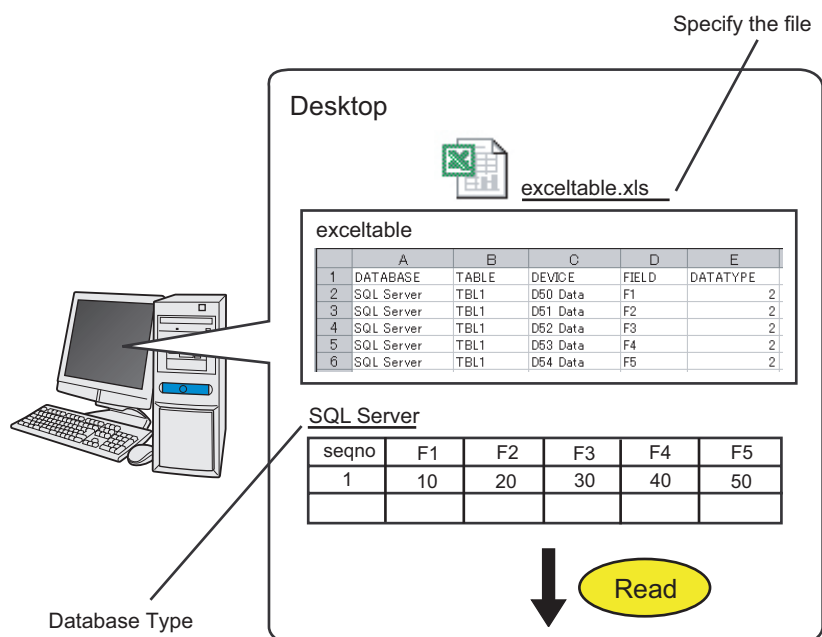 Specify the file
Desktop
exceltable.xls
exceltable
A B C D E
1 DATABASE TABLE DEVICE FIELD DATATYPE
2 SQL Server TBL1 D50 Data F1 2
3 SQL Server TBL1 D51 Data F2 2
4 SQL Server TBL1 D52 Data F3 2
5 SQL Server TBL1 D53 Data F4 2
6 SQL Server TBL1 D54 Data F5 2
SQL Server
seqno F1 F2 F3 F4 F5
1 10 20 30 40 50
Read
Database Type